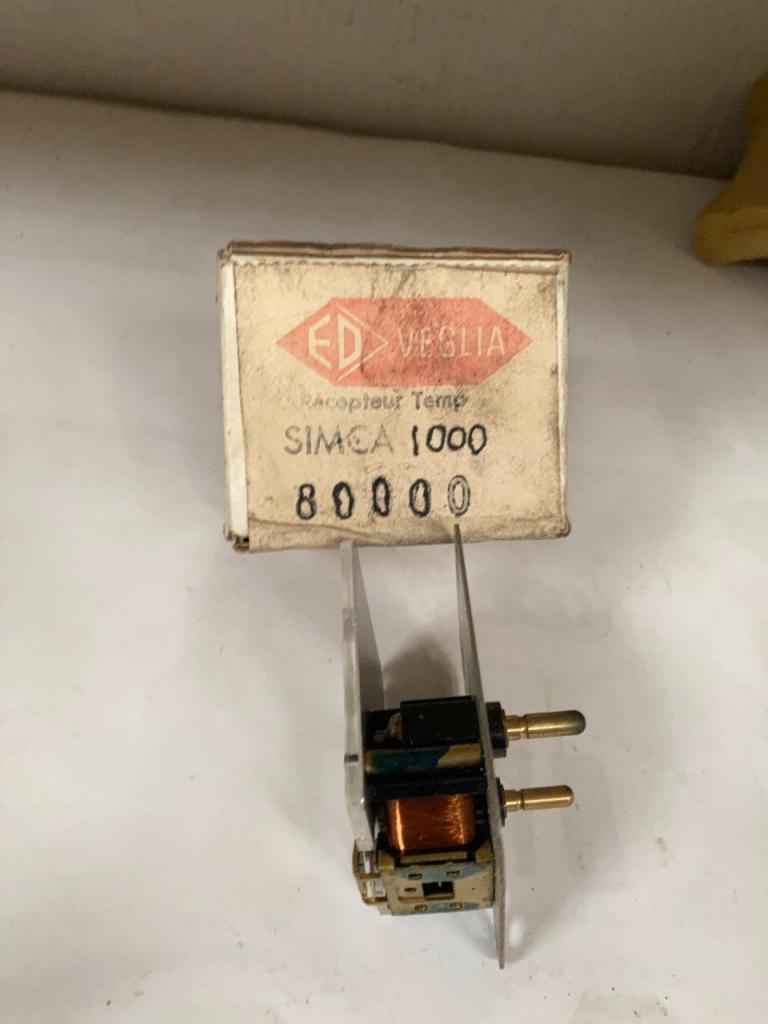 ED VEGLIA
Récepteur Temp
SIMCA 1000
80000